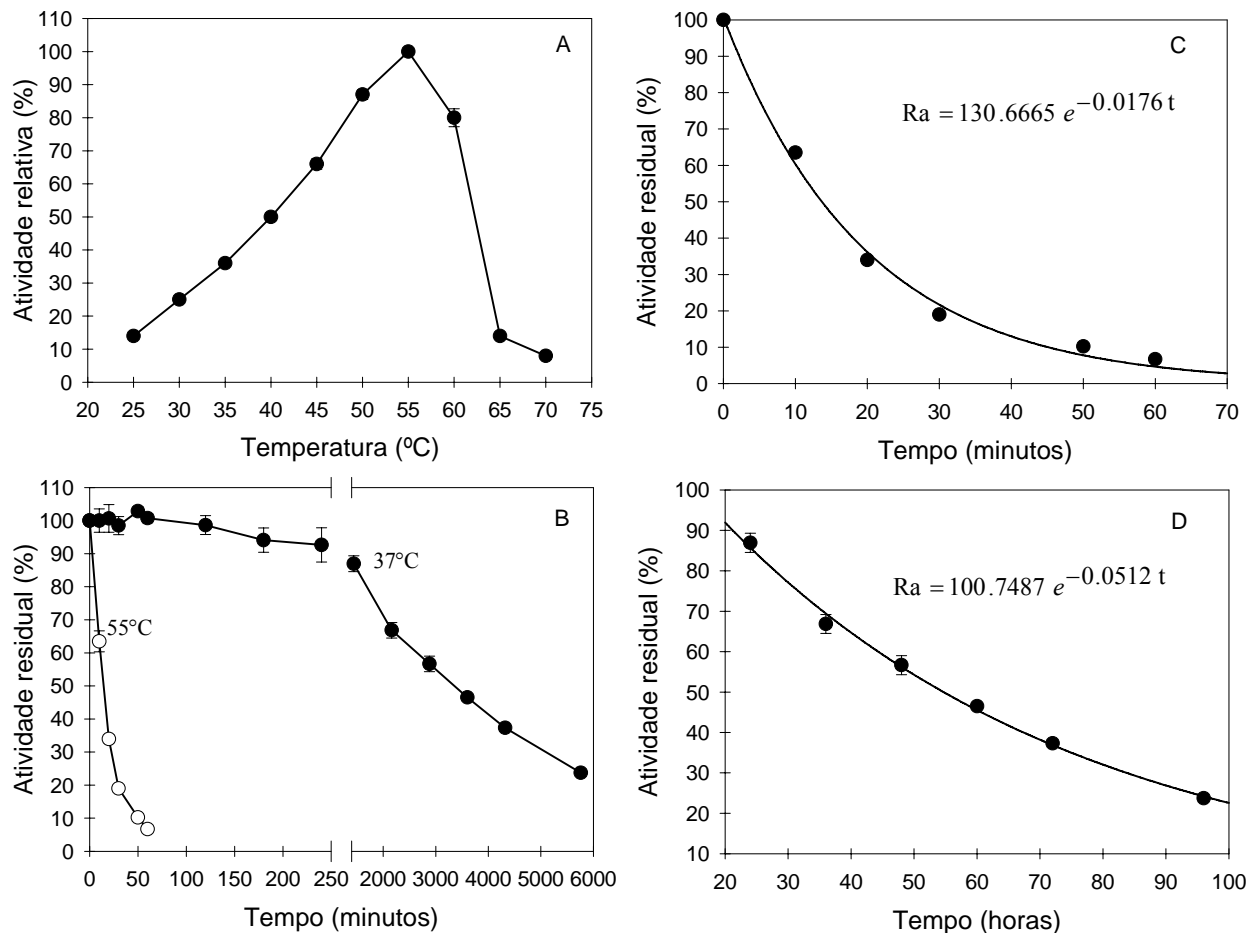 A
Atividade relativa (%)
110
100
90
80
70
60
50
40
30
20
10
0
20 25 30 35 40 45 50 55 60 65 70 75
Temperatura (ºC)
C
Atividade residual (%)
100
90
80
70
60
50
40
30
20
10
0
Ra = 130.6665 e−0.0176 t
0 10 20 30 40 50 60 70
Tempo (minutos)
B
Atividade residual (%)
110
100
90
80
70
60
50
40
30
20
10
0
37°C
55°C
0 50 100 150 200 250 2000 3000 4000 5000 6000
Tempo (minutos)
D
Atividade residual (%)
100
90
80
70
60
50
40
30
20
10
Ra = 100.7487 e−0.0512 t
20 30 40 50 60 70 80 90 100
Tempo (horas)